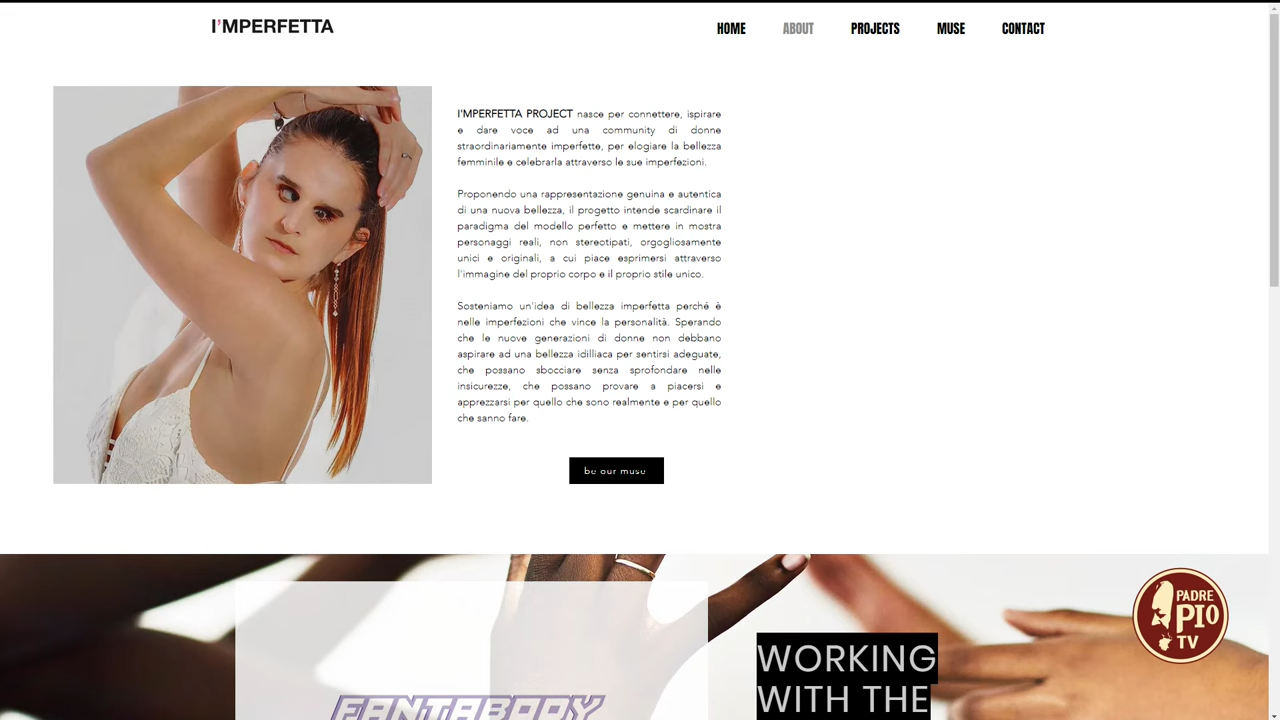 I'MPERFETTA
HOME ABOUT PROJECTS MUSE CONTACT
I'MPERFETTA PROJECT nasce per connettere, ispirare
e dare voce ad una community di donne
straordinariamente imperfette, per elogiare la bellezza
femminile e celebrarla attraverso le sue imperfezioni.
Proponendo una rappresentazione genuina e autentica
di una nuova bellezza, il progetto intende scardinare il
paradigma del modello perfetto e mettere in mostra
personaggi reali, non stereotipati, orgogliosamente
unici e originali, a cui piace esprimersi attraverso
l'immagine del proprio corpo e il proprio stile unico.
Sosteniamo un'idea di bellezza imperfetta perché è
nelle imperfezioni che vince la personalità. Sperando
che le nuove generazioni di donne non debbano
aspirare ad una bellezza idilliaca per sentirsi adeguate,
che possano sbocciare senza sprofondare nelle
insicurezze, che possano provare a piacersi e
apprezzarsi per quello che sono realmente e per quello
che sanno fare.
be our muse
FANTABODY
WORKING
WITH THE
PADRE
PIO
TV